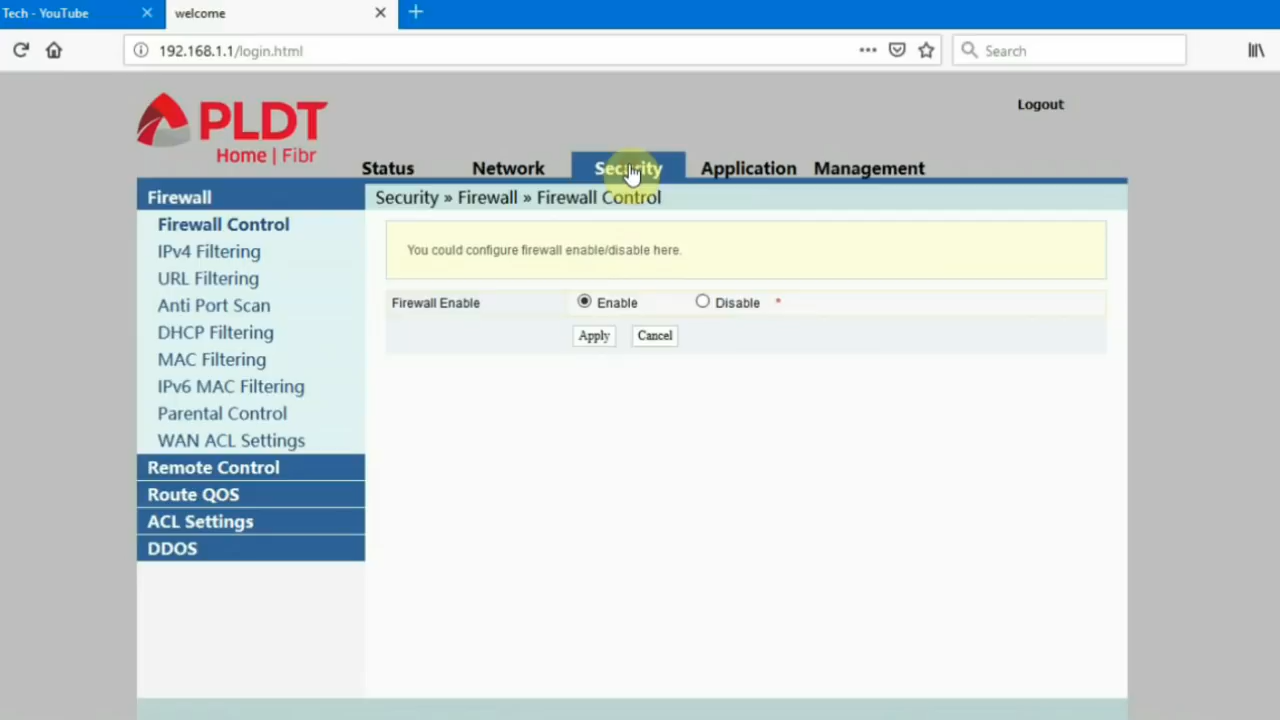 Tech - YouTube
welcome
192.168.1.1/login.html
Search
PLDT
Home | Fibr
Logout
Status Network Security Application Management
Firewall
Security » Firewall » Firewall Control
Firewall Control
IPv4 Filtering
URL Filtering
Anti Port Scan
DHCP Filtering
MAC Filtering
IPv6 MAC Filtering
Parental Control
WAN ACL Settings
Remote Control
Route QOS
ACL Settings
DDOS
You could configure firewall enable/disable here.
Firewall Enable Enable Disable *
Apply Cancel